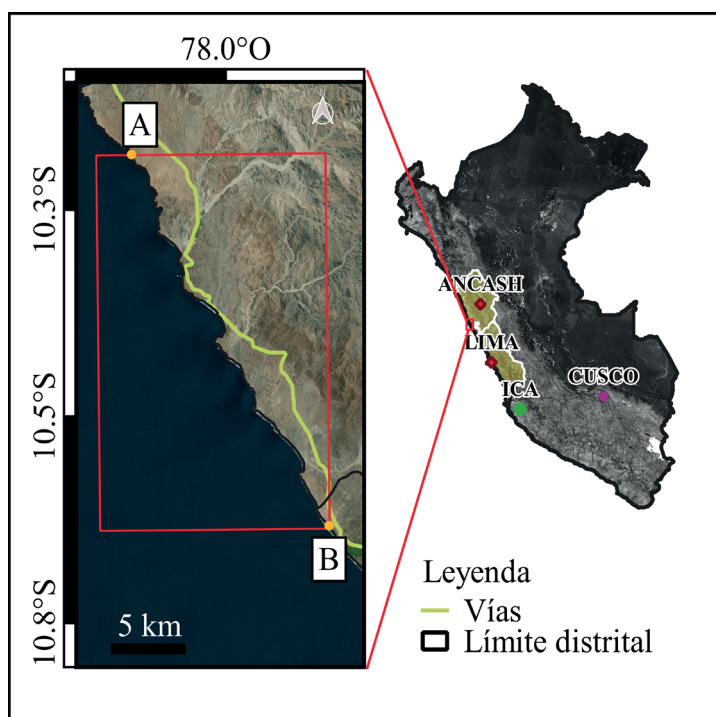 78.0°O
A
10.3°S
10.5°S
10.8°S
B
5 km
ANCASH
LIMA
ICA
CUSCO
Leyenda
Vías
Límite distrital